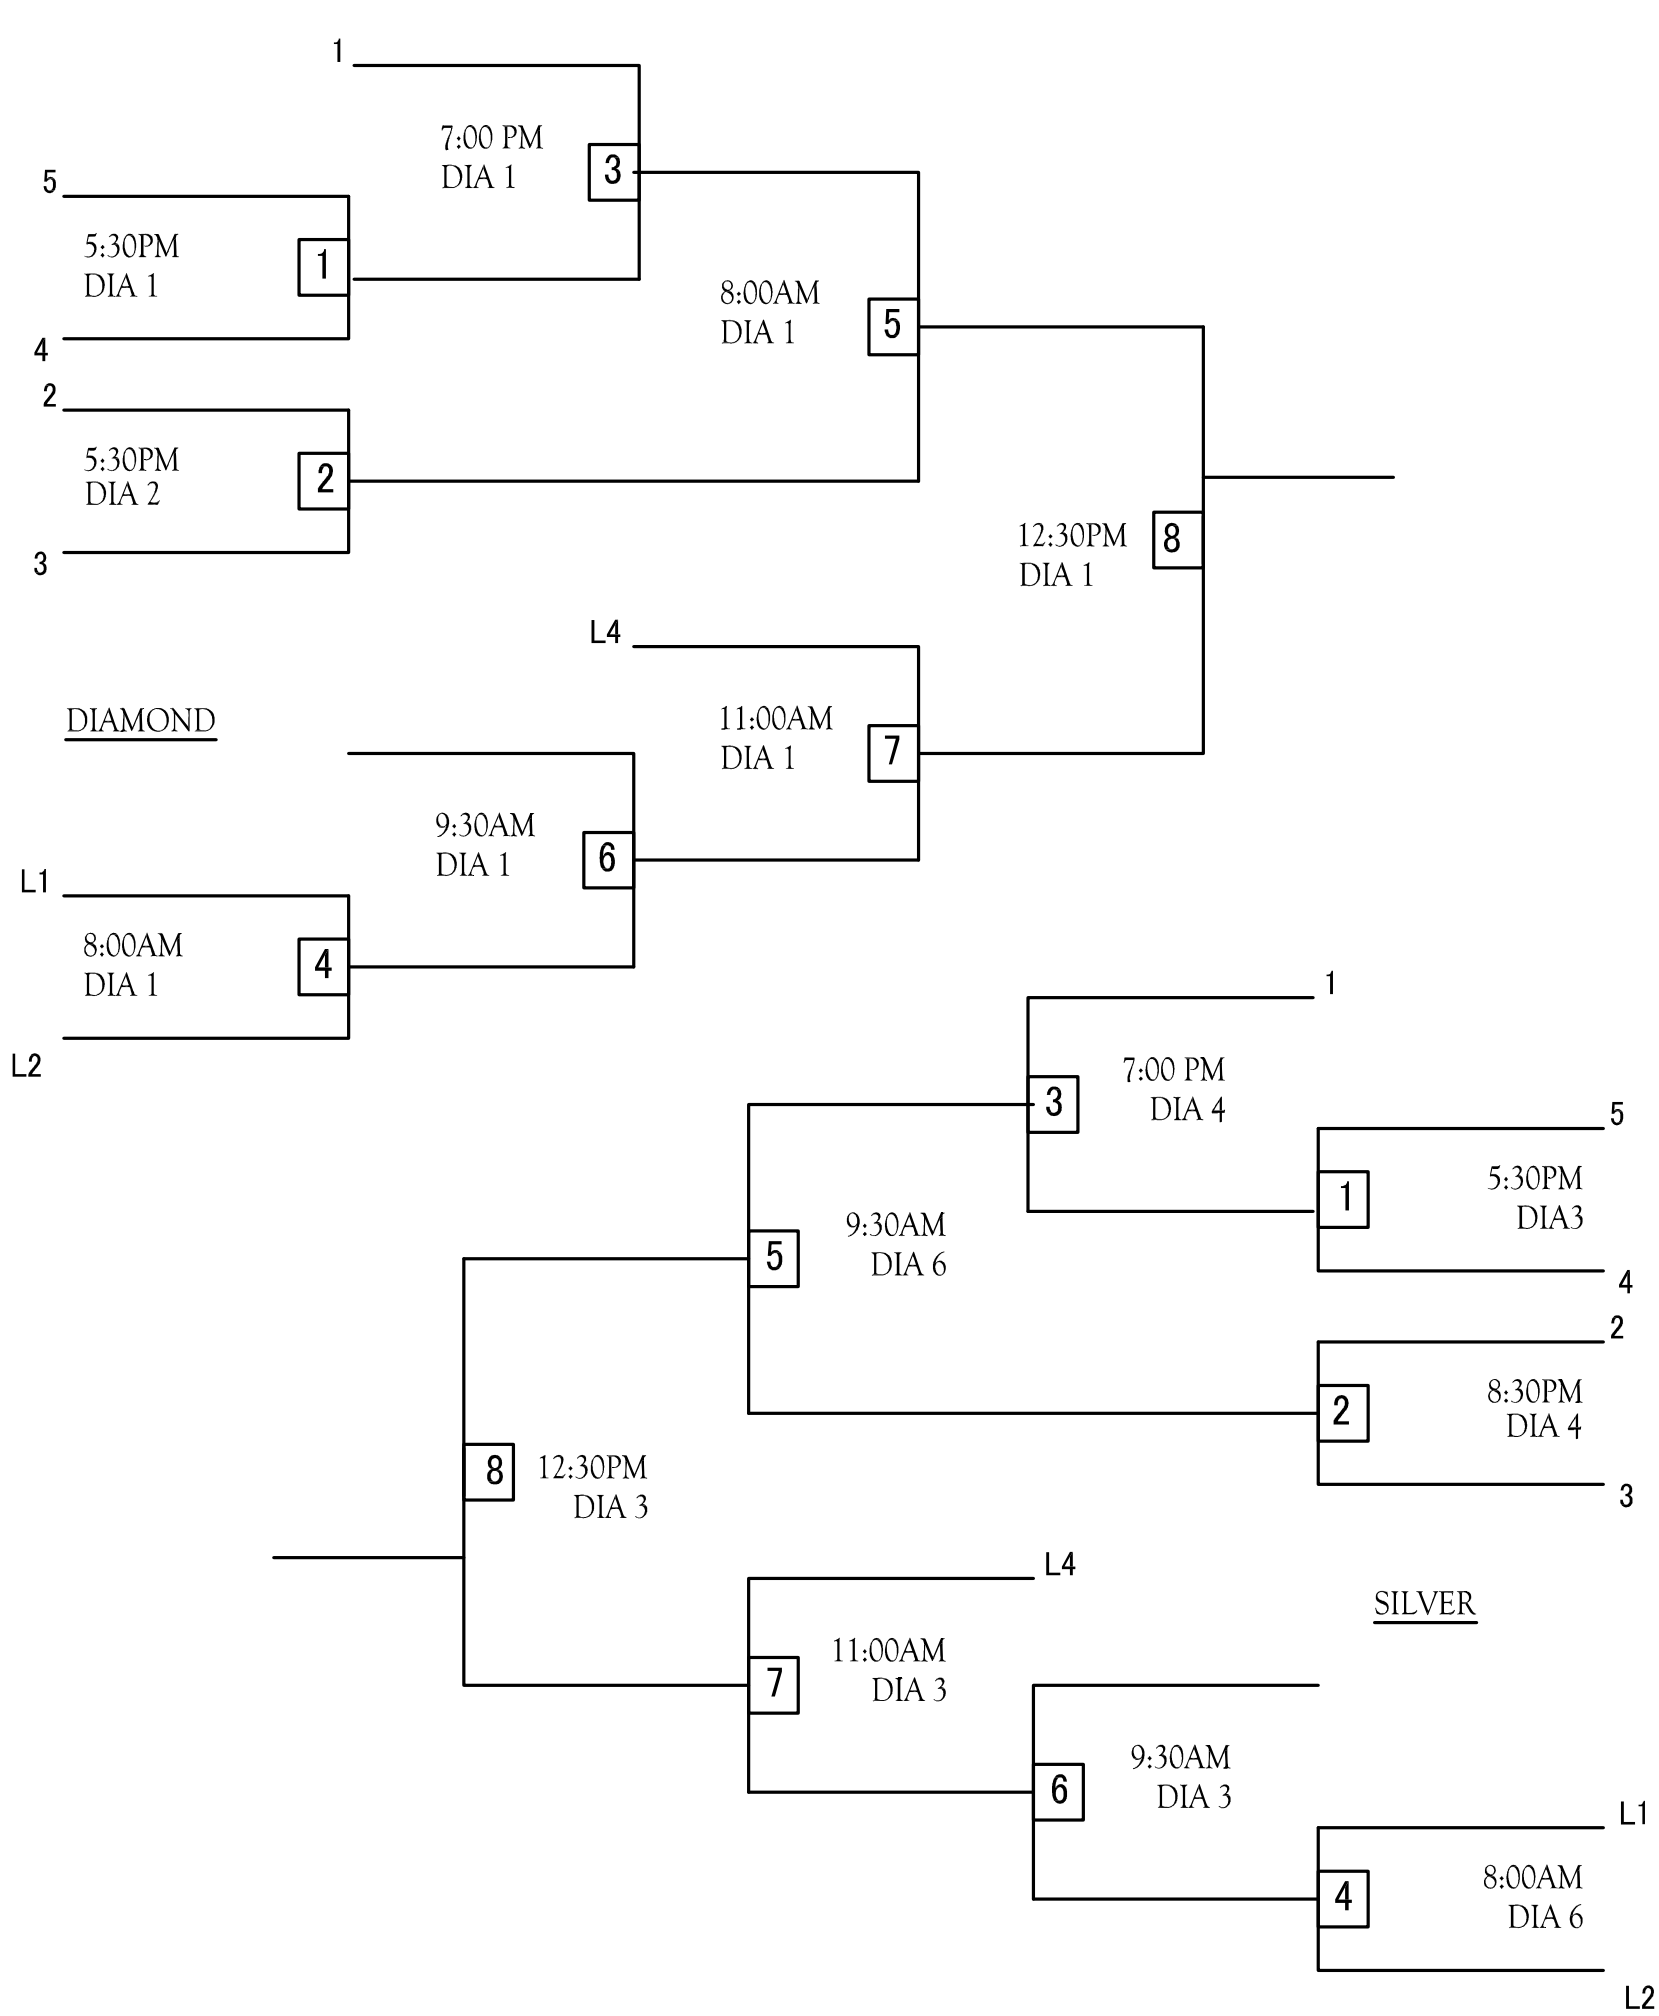 1
7:00 PM
DIA 1
3
5
5:30PM
DIA 1
1
4
8:00AM
DIA 1
5
2
5:30PM
DIA 2
2
3
12:30PM
DIA 1
8
L4
11:00AM
DIA 1
7
DIAMOND
9:30AM
DIA 1
6
L1
8:00AM
DIA 1
4
L2
1
3
7:00 PM
DIA 4
5
1
5:30PM
DIA3
4
5
9:30AM
DIA 6
2
2
8:30PM
DIA 4
3
8
12:30PM
DIA 3
L4
7
11:00AM
DIA 3
SILVER
6
9:30AM
DIA 3
L1
4
8:00AM
DIA 6
L2